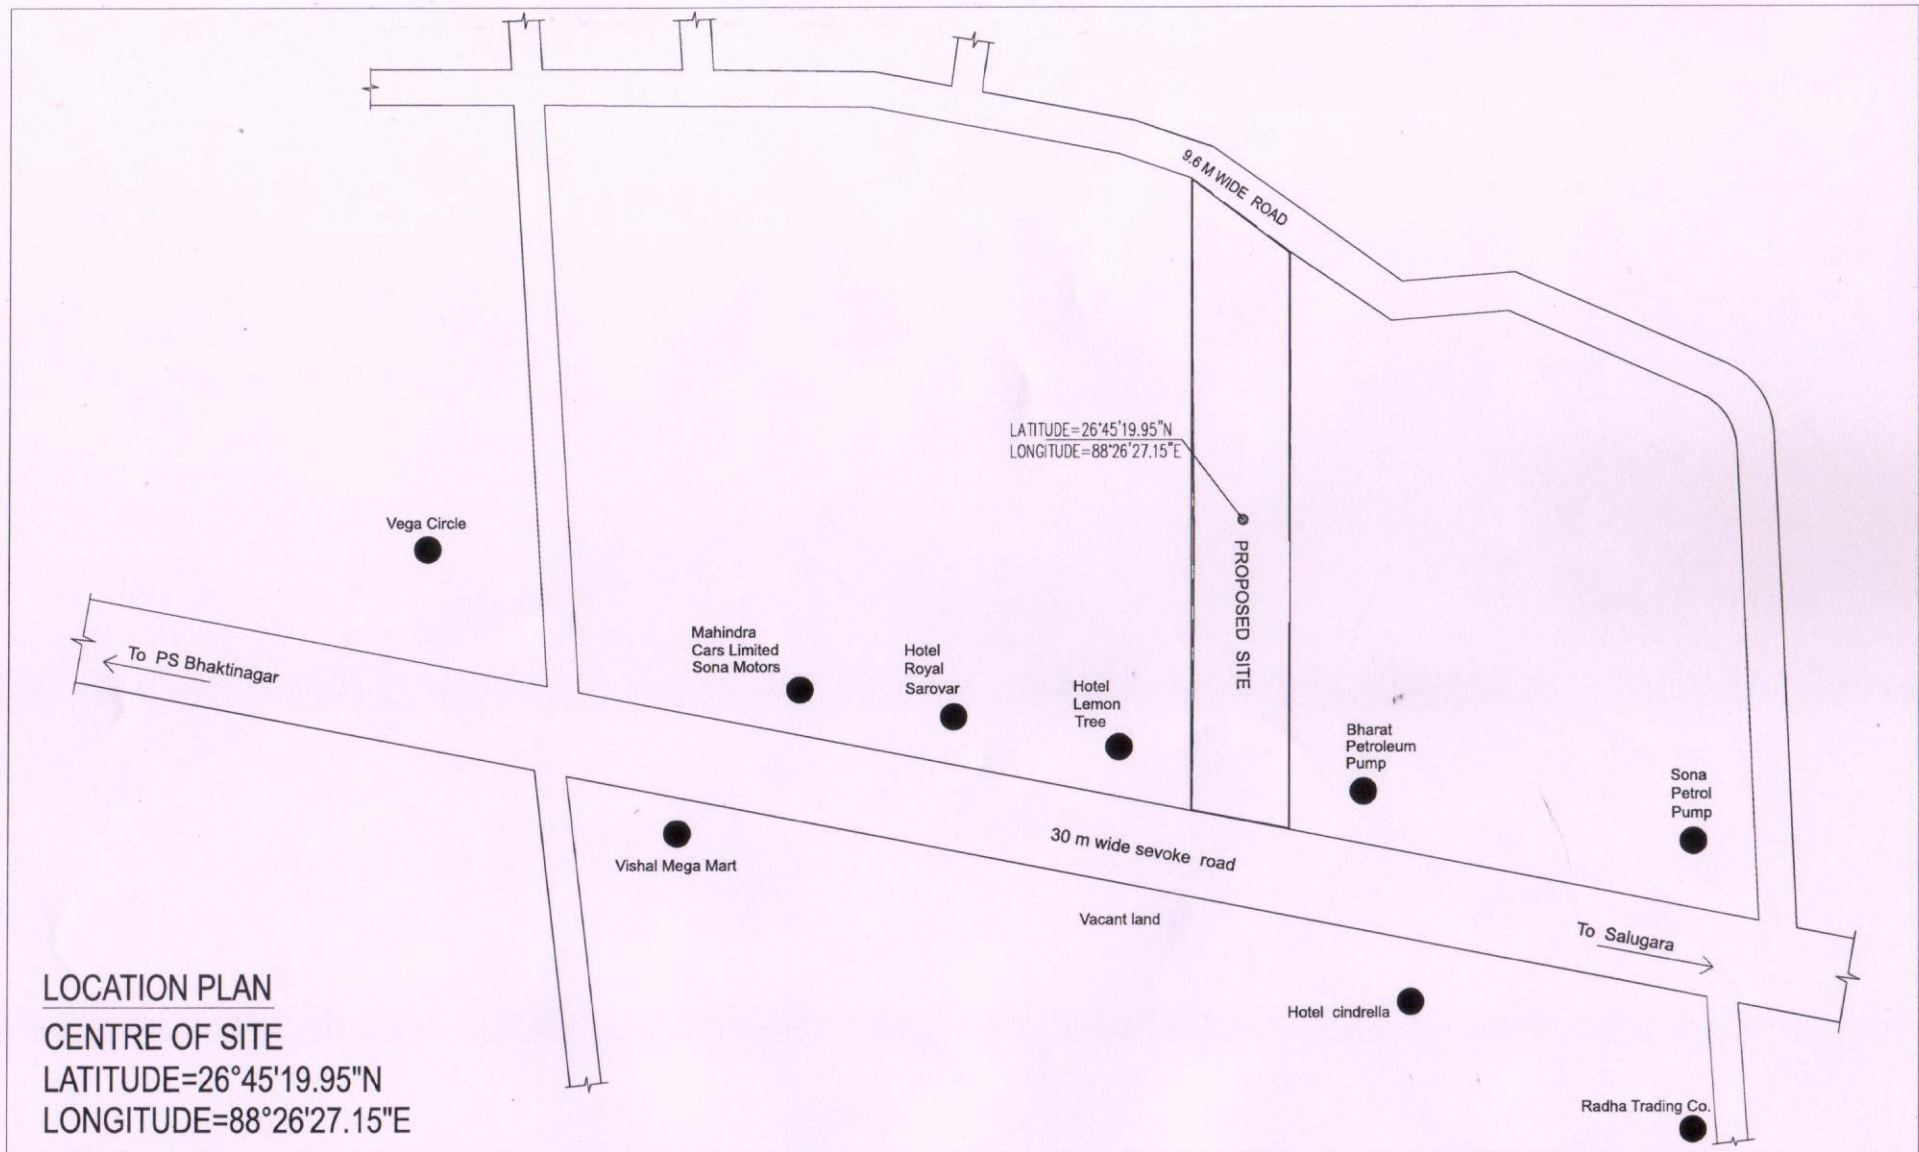 9.6 M WIDE ROAD
LATITUDE=26°45'19.95"N
LONGITUDE=88°26'27.15"E
Vega Circle
PROPOSED SITE
To PS Bhaktinagar
Mahindra
Cars Limited
Sona Motors
Hotel
Royal
Sarovar
Hotel
Lemon
Tree
Bharat
Petroleum
Pump
Sona
Petrol
Pump
30 m wide sevoke road
Vishal Mega Mart
Vacant land
To Salugara
Hotel cindrella
Radha Trading Co.
LOCATION PLAN
CENTRE OF SITE
LATITUDE=26°45'19.95"N
LONGITUDE=88°26'27.15"E